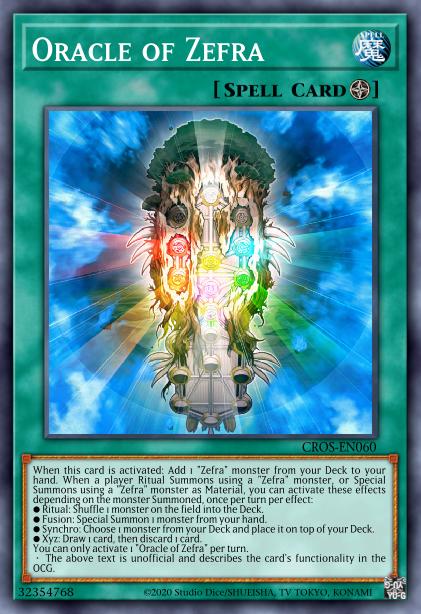 ORACLE OF ZEFRA
SPELL
魔
[SPELL CARD]
CROS-EN060
When this card is activated: Add 1 "Zefra" monster from your Deck to your
hand. When a player Ritual Summons using a "Zefra" monster, or Special
Summons using a "Zefra" monster as Material, you can activate these effects
depending on the monster Summoned, once per turn per effect:
● Ritual: Shuffle 1 monster on the field into the Deck.
● Fusion: Special Summon 1 monster from your hand.
● Synchro: Choose 1 monster from your Deck and place it on top of your Deck.
● Xyz: Draw 1 card, then discard 1 card.
You can only activate 1 "Oracle of Zefra" per turn.
· The above text is unofficial and describes the card's functionality in the
OCG.
32354768
©2020 Studio Dice/SHUEISHA, TV TOKYO, KONAMI